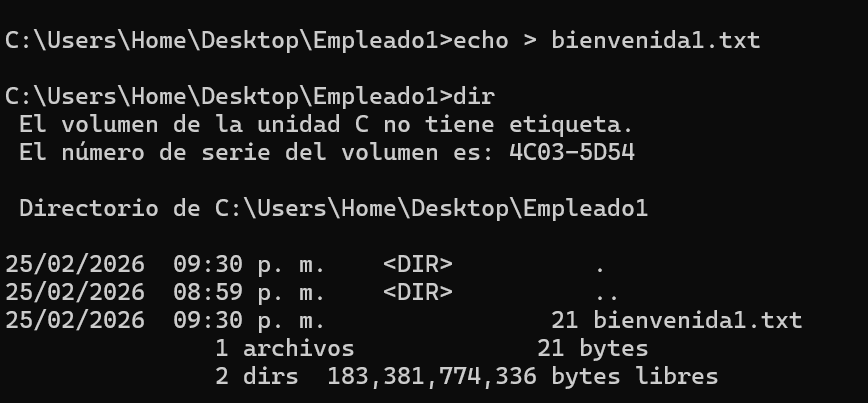 C:\Users\Home\Desktop\Empleado1>echo > bienvenida1.txt
C:\Users\Home\Desktop\Empleado1>dir
El volumen de la unidad C no tiene etiqueta.
El número de serie del volumen es: 4C03-5D54
Directorio de C:\Users\Home\Desktop\Empleado1
25/02/2026  09:30 p. m.    <DIR>          .
25/02/2026  08:59 p. m.    <DIR>          ..
25/02/2026  09:30 p. m.                21 bienvenida1.txt
1 archivos             21 bytes
2 dirs  183,381,774,336 bytes libres